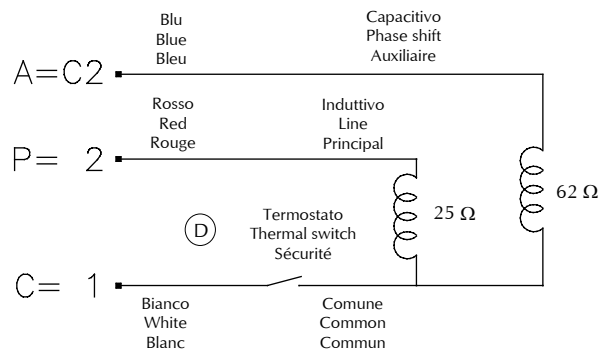 Blu
Blue
Bleu
Capacitivo
Phase shift
Auxiliaire
A=C2
Rosso
Red
Rouge
Induttivo
Line
Principal
P= 2
62 Ω
25 Ω
D
Termostato
Thermal switch
Sécurité
C= 1
Bianco
White
Blanc
Comune
Common
Commun